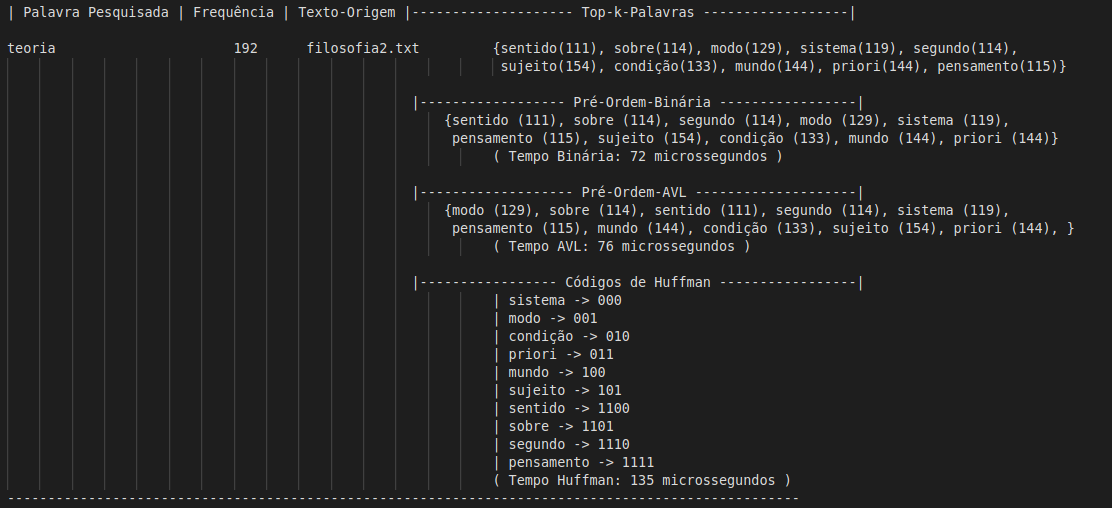 | Palavra Pesquisada | Frequência | Texto-Origem |-------------------- Top-k-Palavras ------------------|
teoria 192 filosofia2.txt {sentido(111), sobre(114), modo(129), sistema(119), segundo(114),
sujeito(154), condição(133), mundo(144), priori(144), pensamento(115)}
|------------------ Pré-Ordem-Binária -----------------|
{sentido (111), sobre (114), segundo (114), modo (129), sistema (119),
pensamento (115), sujeito (154), condição (133), mundo (144), priori (144)}
( Tempo Binária: 72 microssegundos )
|------------------- Pré-Ordem-AVL --------------------|
{modo (129), sobre (114), sentido (111), segundo (114), sistema (119),
pensamento (115), mundo (144), condição (133), sujeito (154), priori (144), }
( Tempo AVL: 76 microssegundos )
|----------------- Códigos de Huffman -----------------|
| sistema -> 000
| modo -> 001
| condição -> 010
| priori -> 011
| mundo -> 100
| sujeito -> 101
| sentido -> 1100
| sobre -> 1101
| segundo -> 1110
| pensamento -> 1111
( Tempo Huffman: 135 microssegundos )
--------------------------------------------------------------------------------------------------